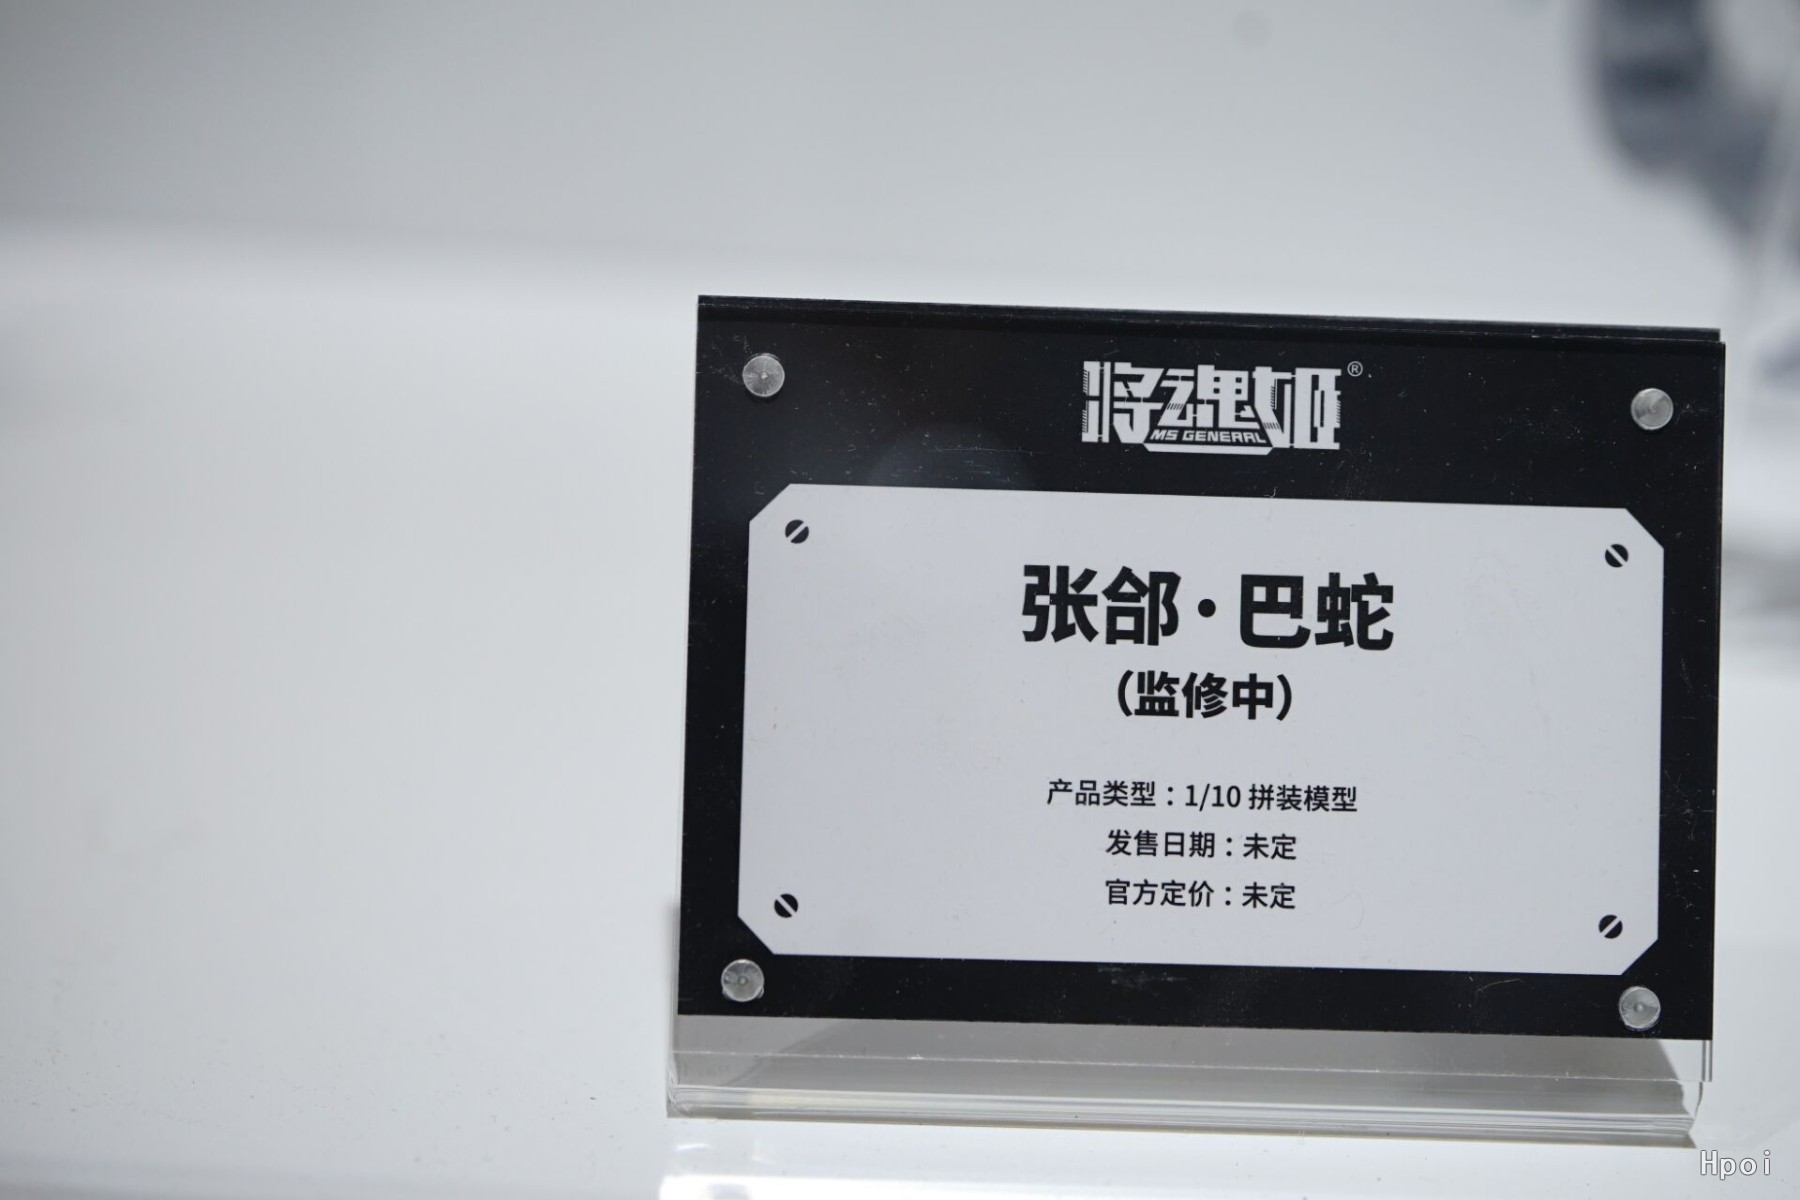 將魂姬®
MS GENERAL
张郃·巴蛇
（监修中）
产品类型：1/10 拼装模型
发售日期：未定
官方定价：未定
Hpoi